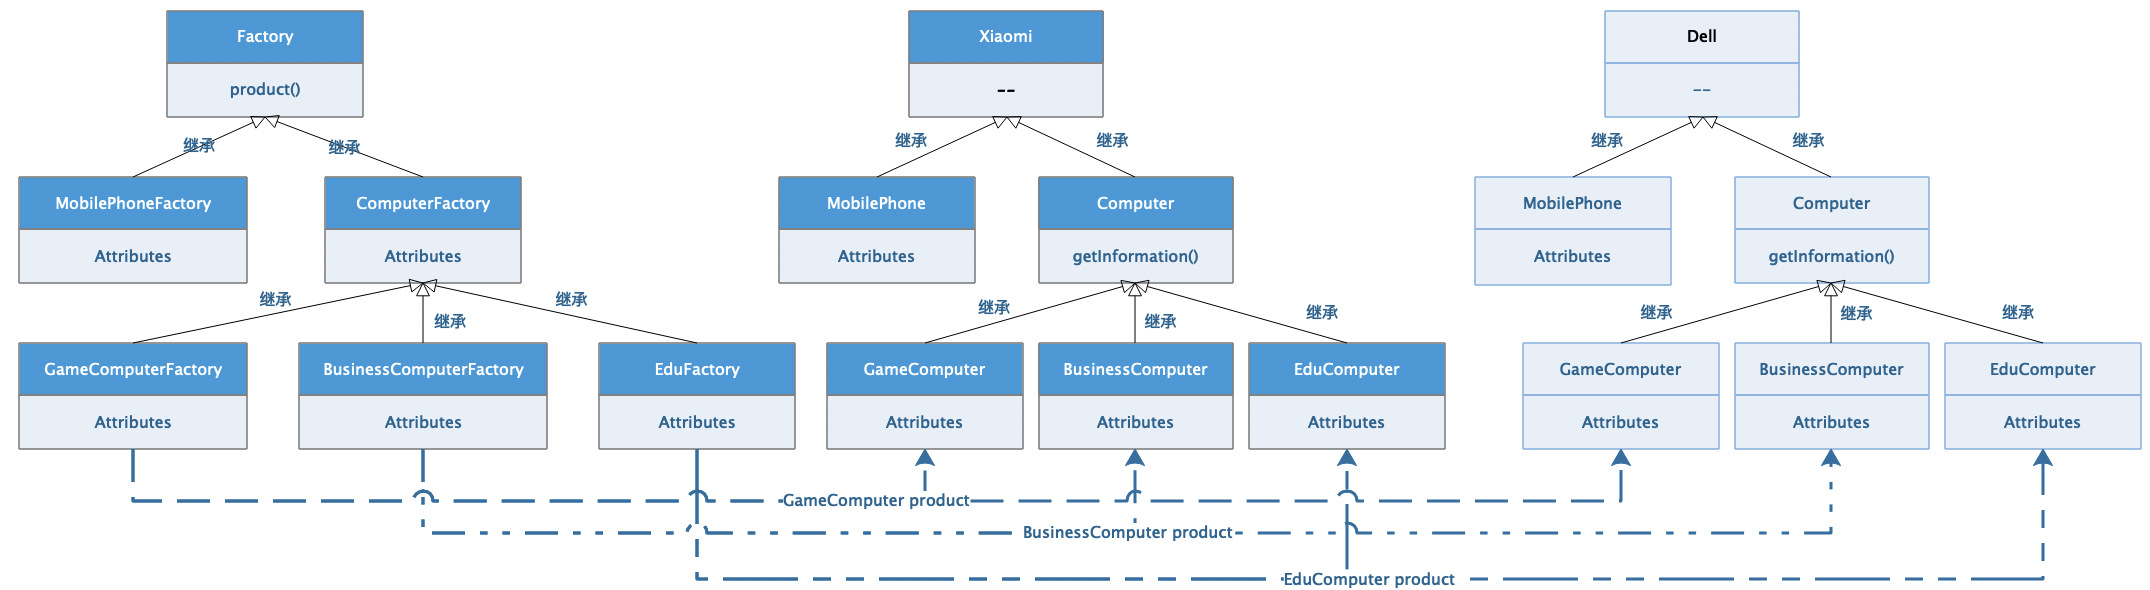 Factory
product()
继承
继承
MobilePhoneFactory
Attributes
ComputerFactory
Attributes
继承
继承
继承
GameComputerFactory
Attributes
BusinessComputerFactory
Attributes
EduFactory
Attributes
Xiaomi
--
继承
继承
MobilePhone
Attributes
Computer
getInformation()
继承
继承
继承
GameComputer
Attributes
BusinessComputer
Attributes
EduComputer
Attributes
Dell
--
继承
继承
MobilePhone
Attributes
Computer
getInformation()
继承
继承
继承
GameComputer
Attributes
BusinessComputer
Attributes
EduComputer
Attributes
GameComputer product
BusinessComputer product
EduComputer product